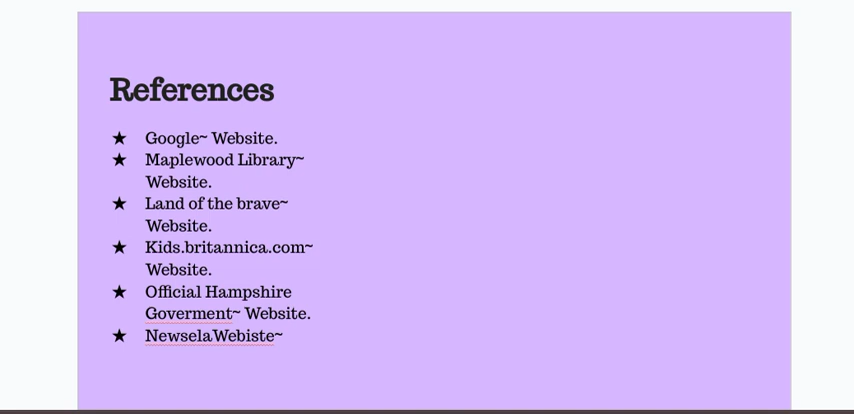 References
★ Google~ Website.
★ Maplewood Library~
Website.
★ Land of the brave~
Website.
★ Kids.britannica.com~
Website.
★ Official Hampshire
Goverment~ Website.
★ NewselaWebiste~